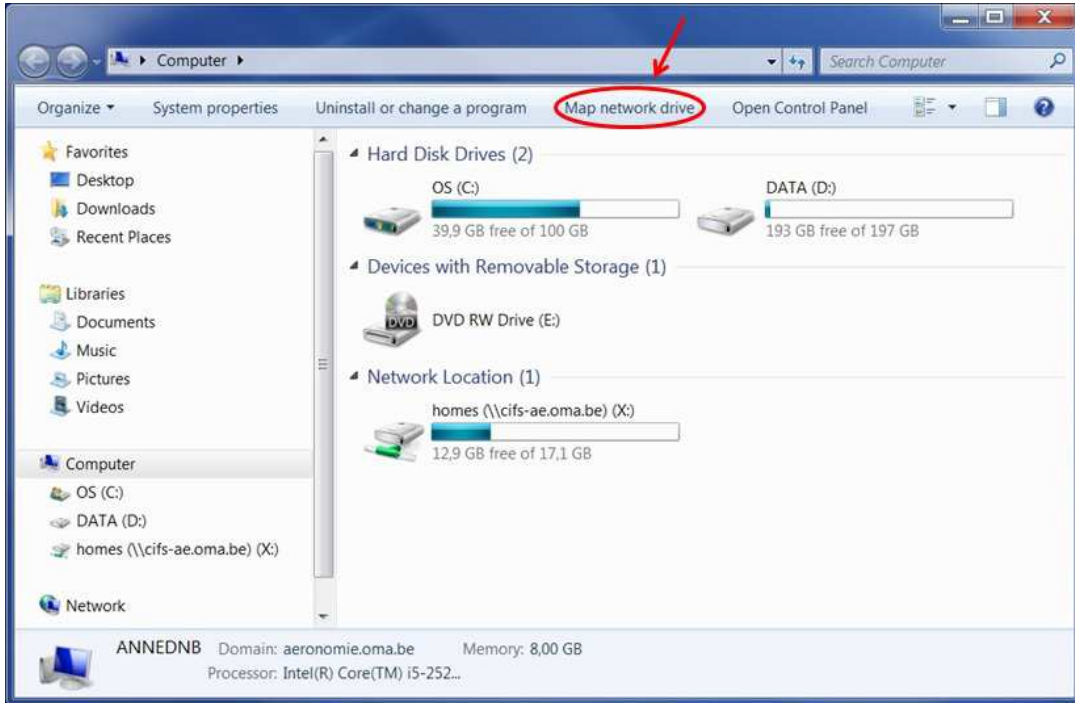 Computer
Search Computer
Organize System properties Uninstall or change a program Map network drive Open Control Panel
Favorites
Desktop
Downloads
Recent Places
Libraries
Documents
Music
Pictures
Videos
Computer
OS (C:)
DATA (D:)
homes (\\cifs-ae.oma.be) (X:)
Network
Hard Disk Drives (2)
OS (C:)
39,9 GB free of 100 GB
DATA (D:)
193 GB free of 197 GB
Devices with Removable Storage (1)
DVD
DVD RW Drive (E:)
Network Location (1)
homes (\\cifs-ae.oma.be) (X:)
12,9 GB free of 17,1 GB
ANNEDNB Domain: aeronomie.oma.be Memory: 8,00 GB
Processor: Intel(R) Core(TM) i5-252...